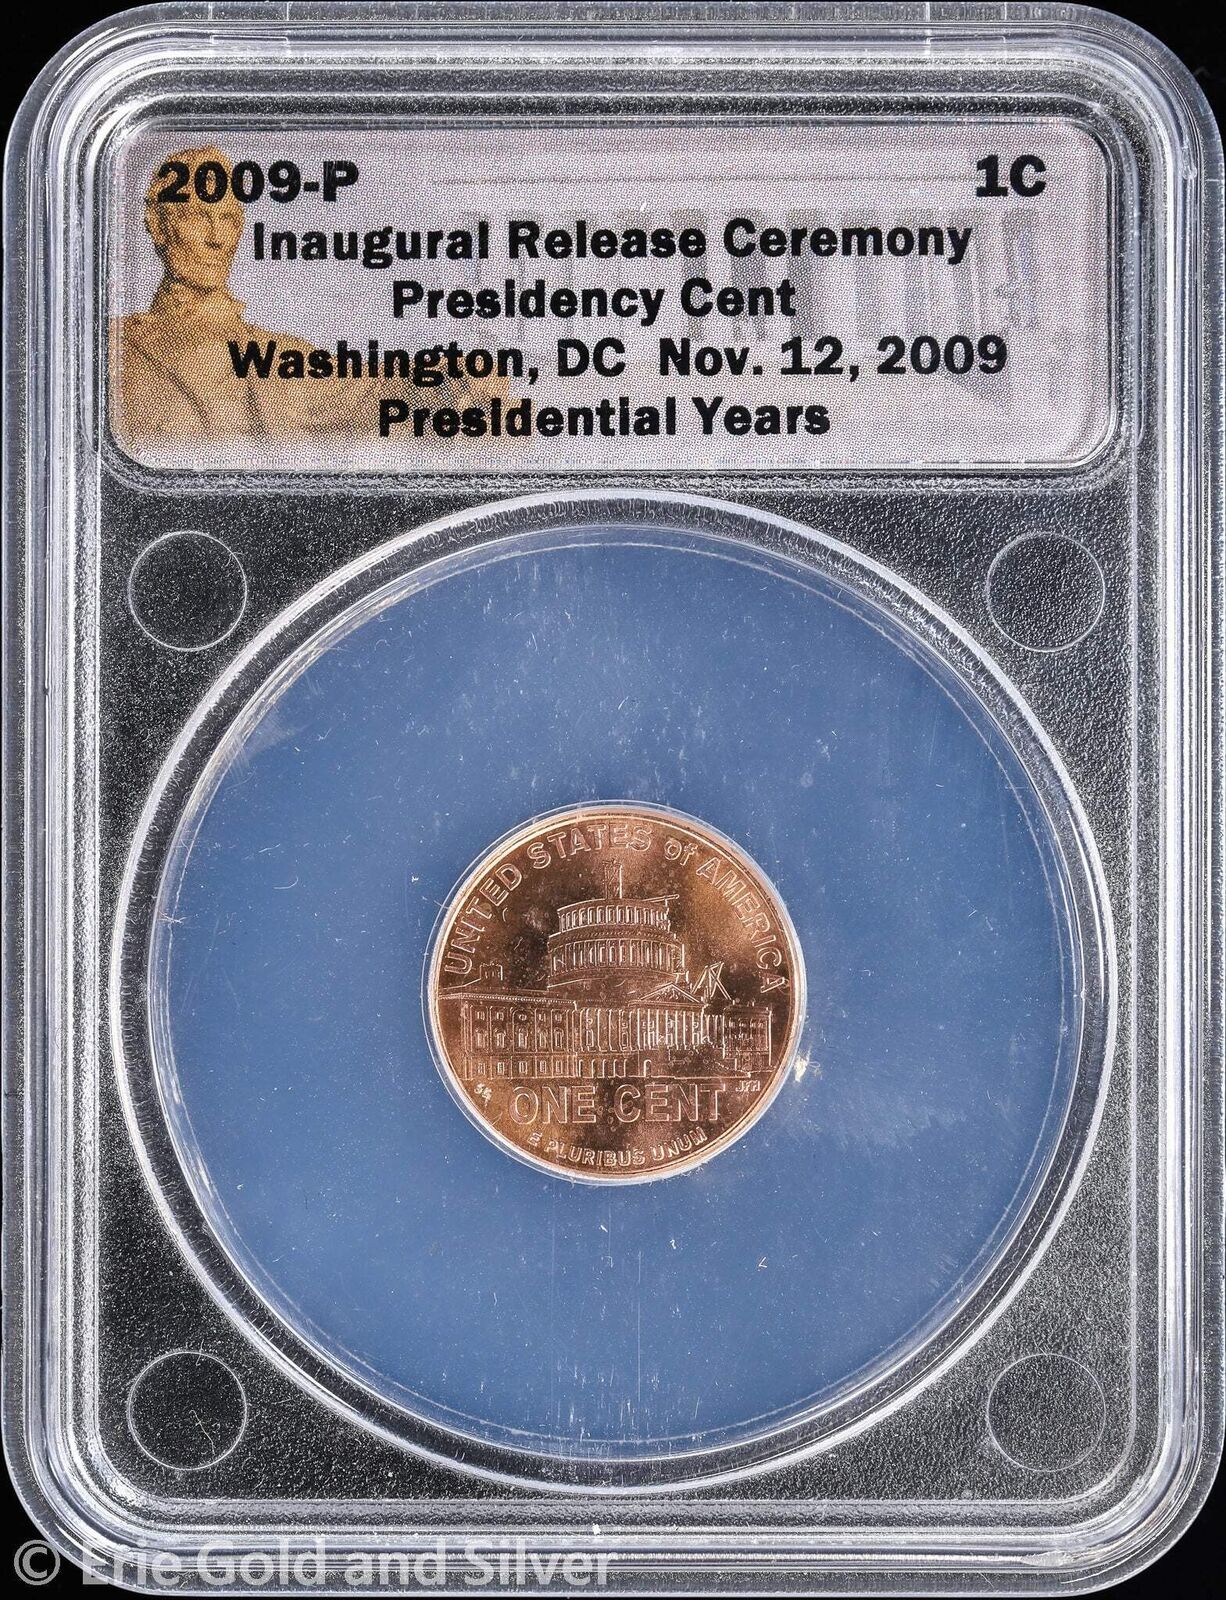 2009-P 1C
Inaugural Release Ceremony
Presidency Cent
Washington, DC Nov. 12, 2009
Presidential Years
UNITED STATES of AMERICA
JFM
ONE CENT
E PLURIBUS UNUM
© Erie Gold and Silver